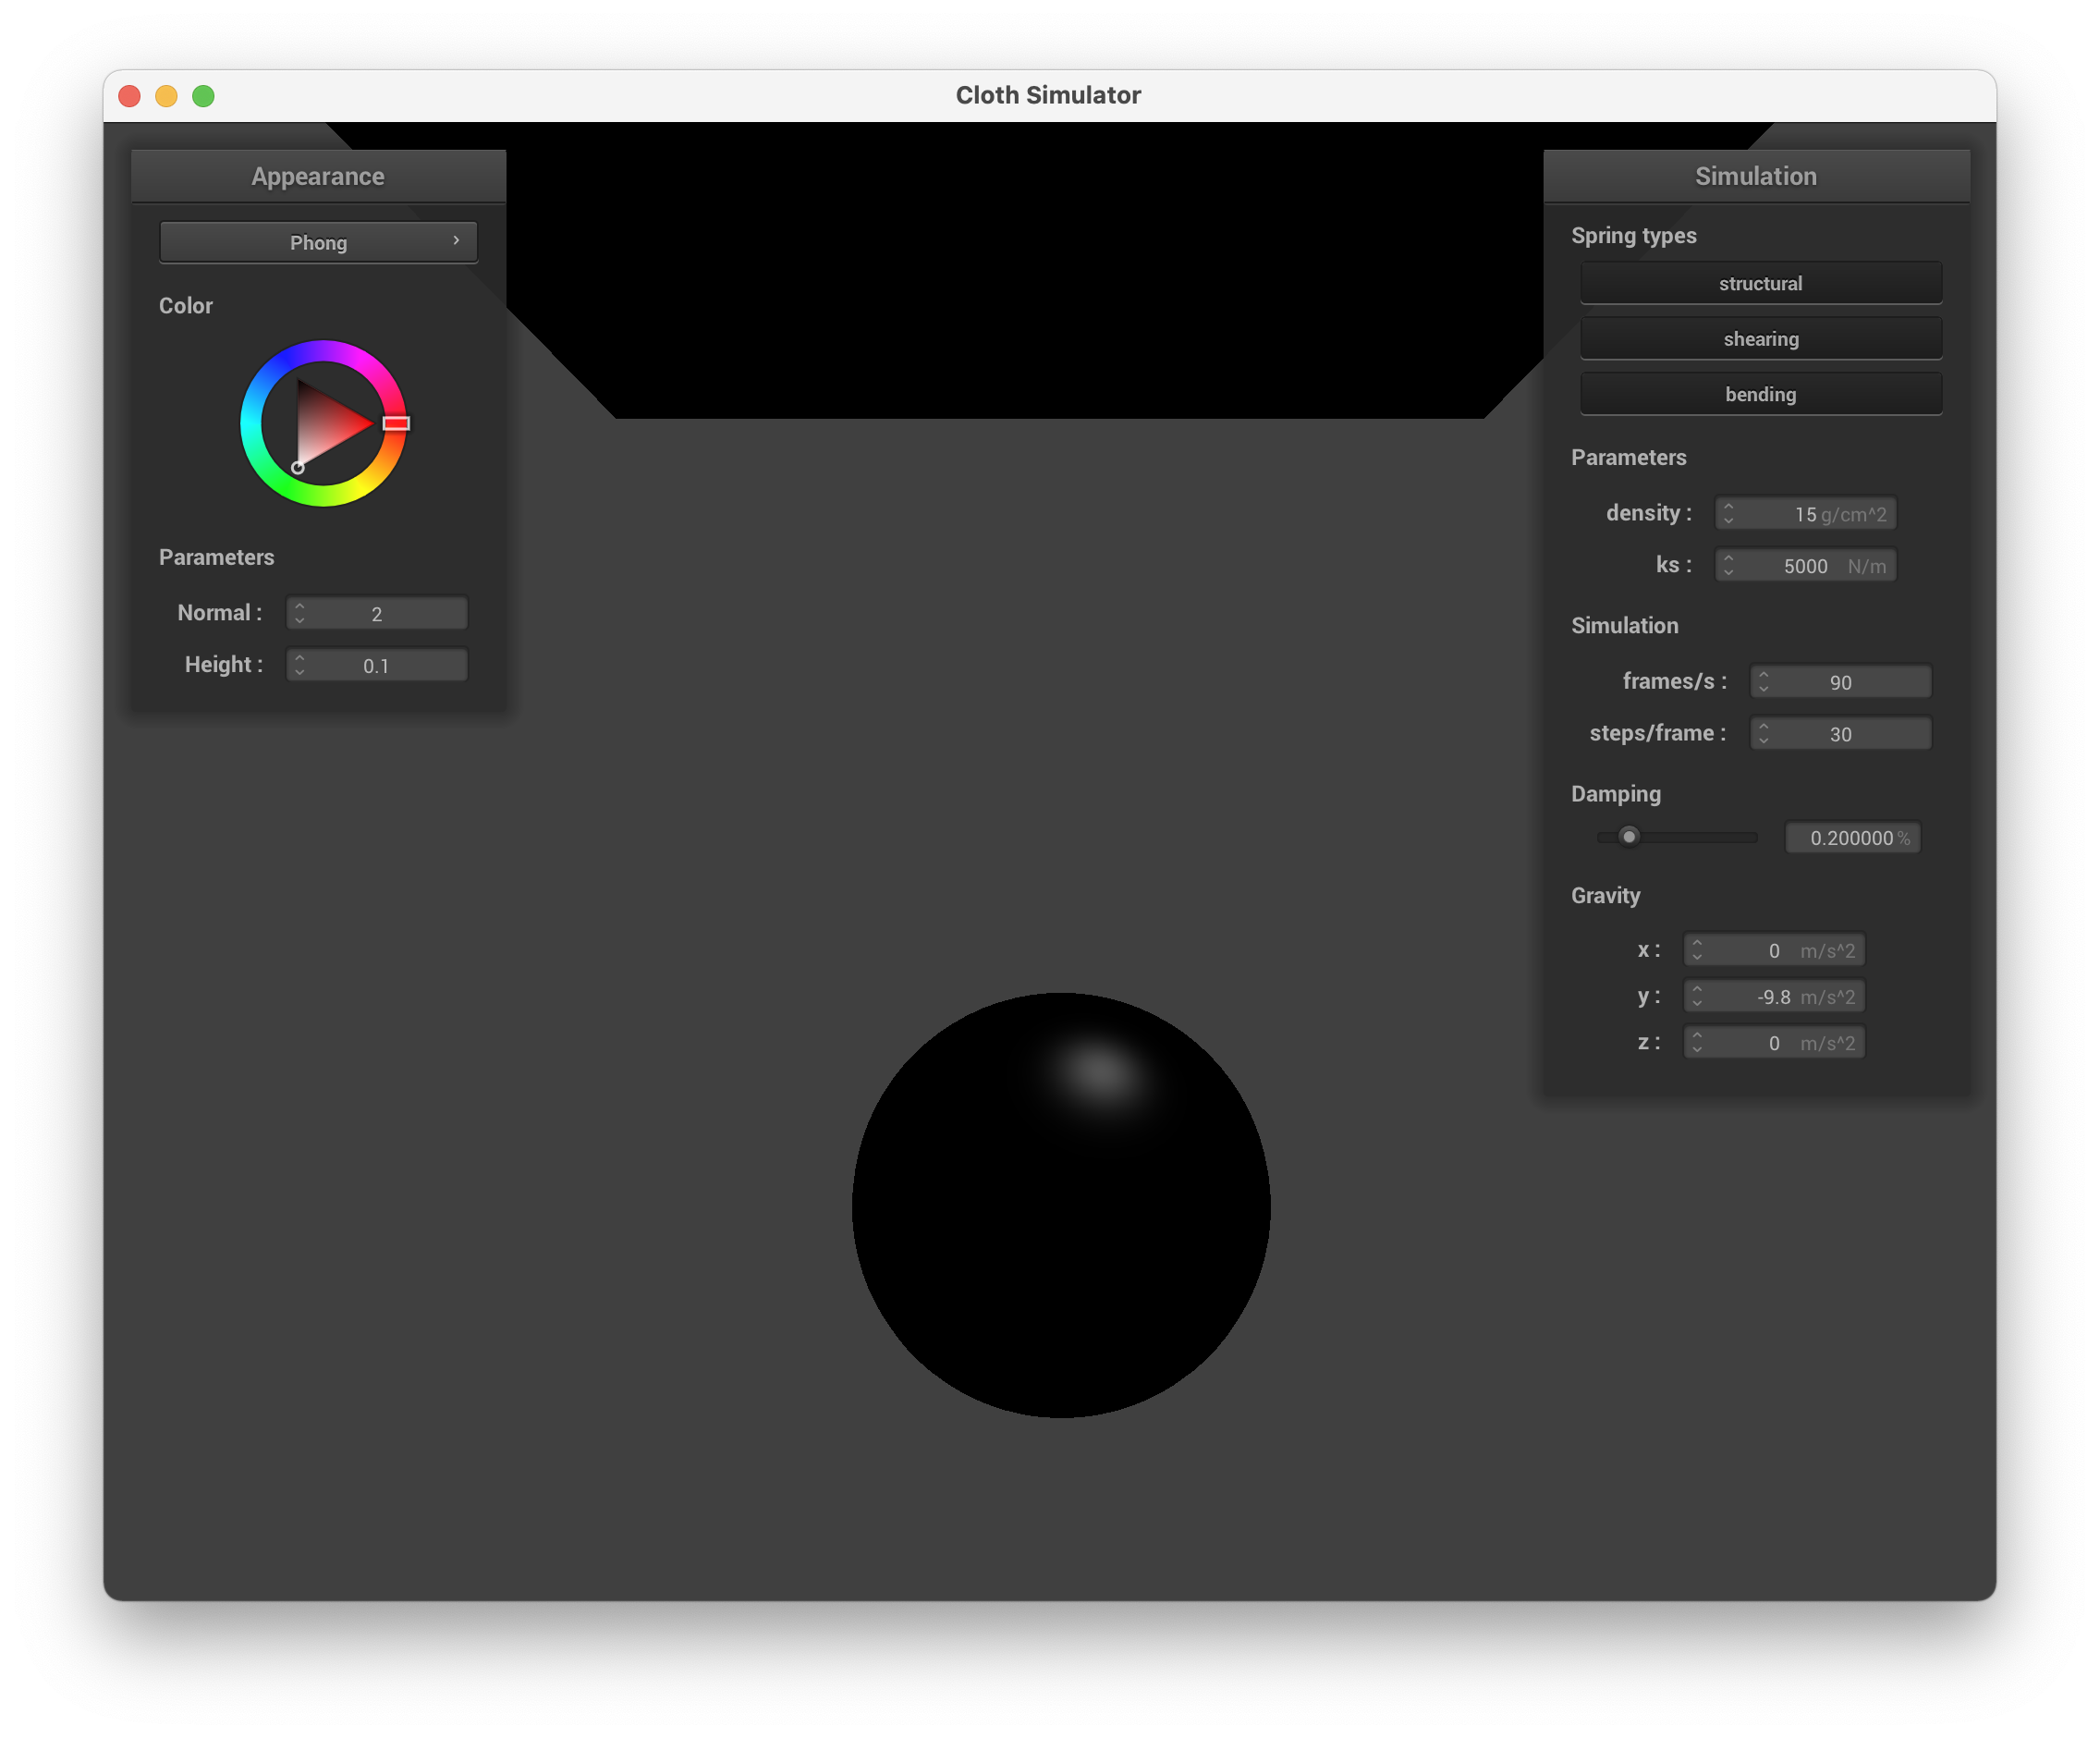 Cloth Simulator
Appearance
Phong
Color
Parameters
Normal : 2
Height : 0.1
Simulation
Spring types
structural
shearing
bending
Parameters
density : 15 g/cm^2
ks : 5000 N/m
Simulation
frames/s : 90
steps/frame : 30
Damping
0.200000 %
Gravity
x : 0 m/s^2
y : -9.8 m/s^2
z : 0 m/s^2